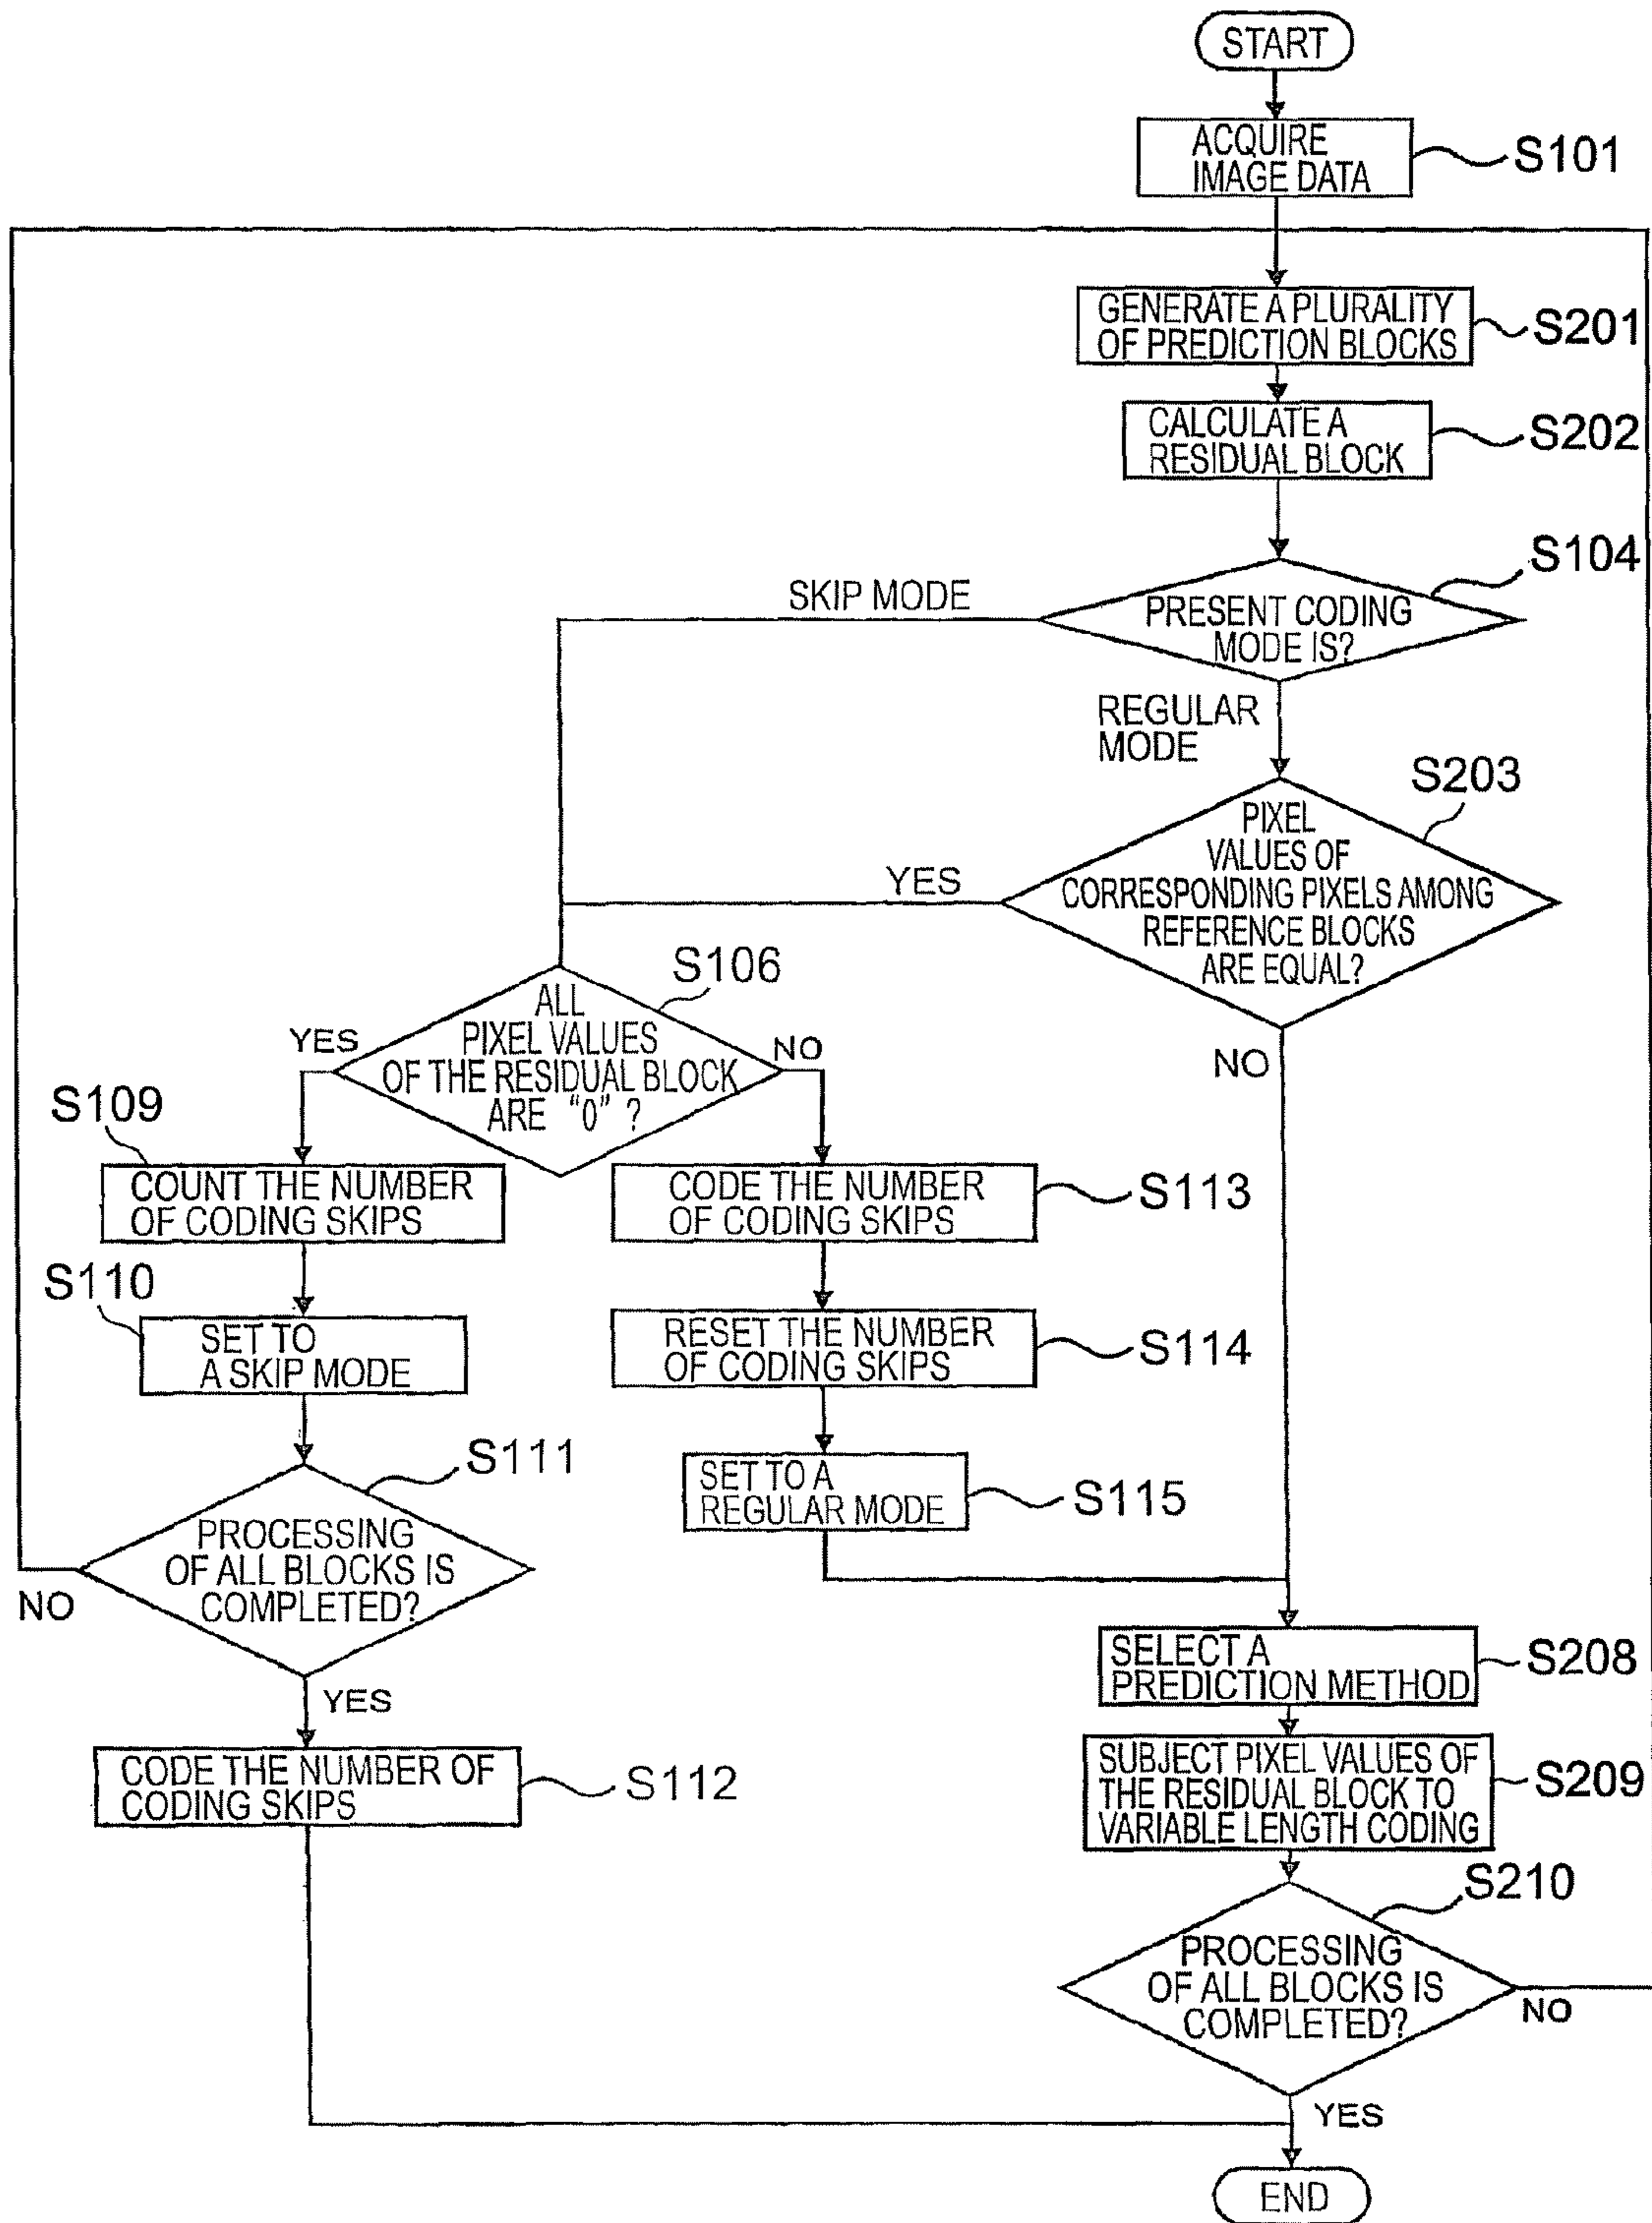 START
ACQUIRE
IMAGE DATA
S101
GENERATE A PLURALITY
OF PREDICTION BLOCKS
S201
CALCULATE A
RESIDUAL BLOCK
S202
S104
SKIP MODE
PRESENT CODING
MODE IS?
REGULAR
MODE
S203
PIXEL
VALUES OF
CORRESPONDING PIXELS AMONG
REFERENCE BLOCKS
ARE EQUAL?
YES
NO
S106
ALL
PIXEL VALUES
OF THE RESIDUAL BLOCK
ARE "0" ?
YES
NO
S109
COUNT THE NUMBER
OF CODING SKIPS
CODE THE NUMBER
OF CODING SKIPS
S113
S110
SET TO
A SKIP MODE
RESET THE NUMBER
OF CODING SKIPS
S114
S111
SET TO A
REGULAR MODE
S115
PROCESSING
OF ALL BLOCKS IS
COMPLETED?
NO
YES
SELECT A
PREDICTION METHOD
S208
CODE THE NUMBER OF
CODING SKIPS
S112
SUBJECT PIXEL VALUES OF
THE RESIDUAL BLOCK TO
VARIABLE LENGTH CODING
S209
S210
PROCESSING
OF ALL BLOCKS IS
COMPLETED?
NO
YES
END